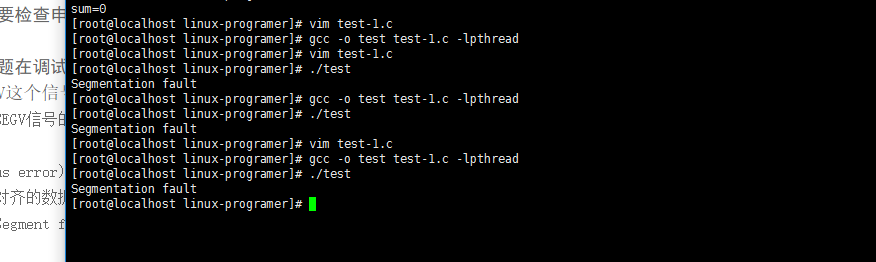 要检查申
题在调试
V这个信号
EGV信号的
us error)
对齐的数据
Segment f
sum=0
[root@localhost linux-programer]# vim test-1.c
[root@localhost linux-programer]# gcc -o test test-1.c -lpthread
[root@localhost linux-programer]# vim test-1.c
[root@localhost linux-programer]# ./test
Segmentation fault
[root@localhost linux-programer]# gcc -o test test-1.c -lpthread
[root@localhost linux-programer]# ./test
Segmentation fault
[root@localhost linux-programer]# vim test-1.c
[root@localhost linux-programer]# gcc -o test test-1.c -lpthread
[root@localhost linux-programer]# ./test
Segmentation fault
[root@localhost linux-programer]#